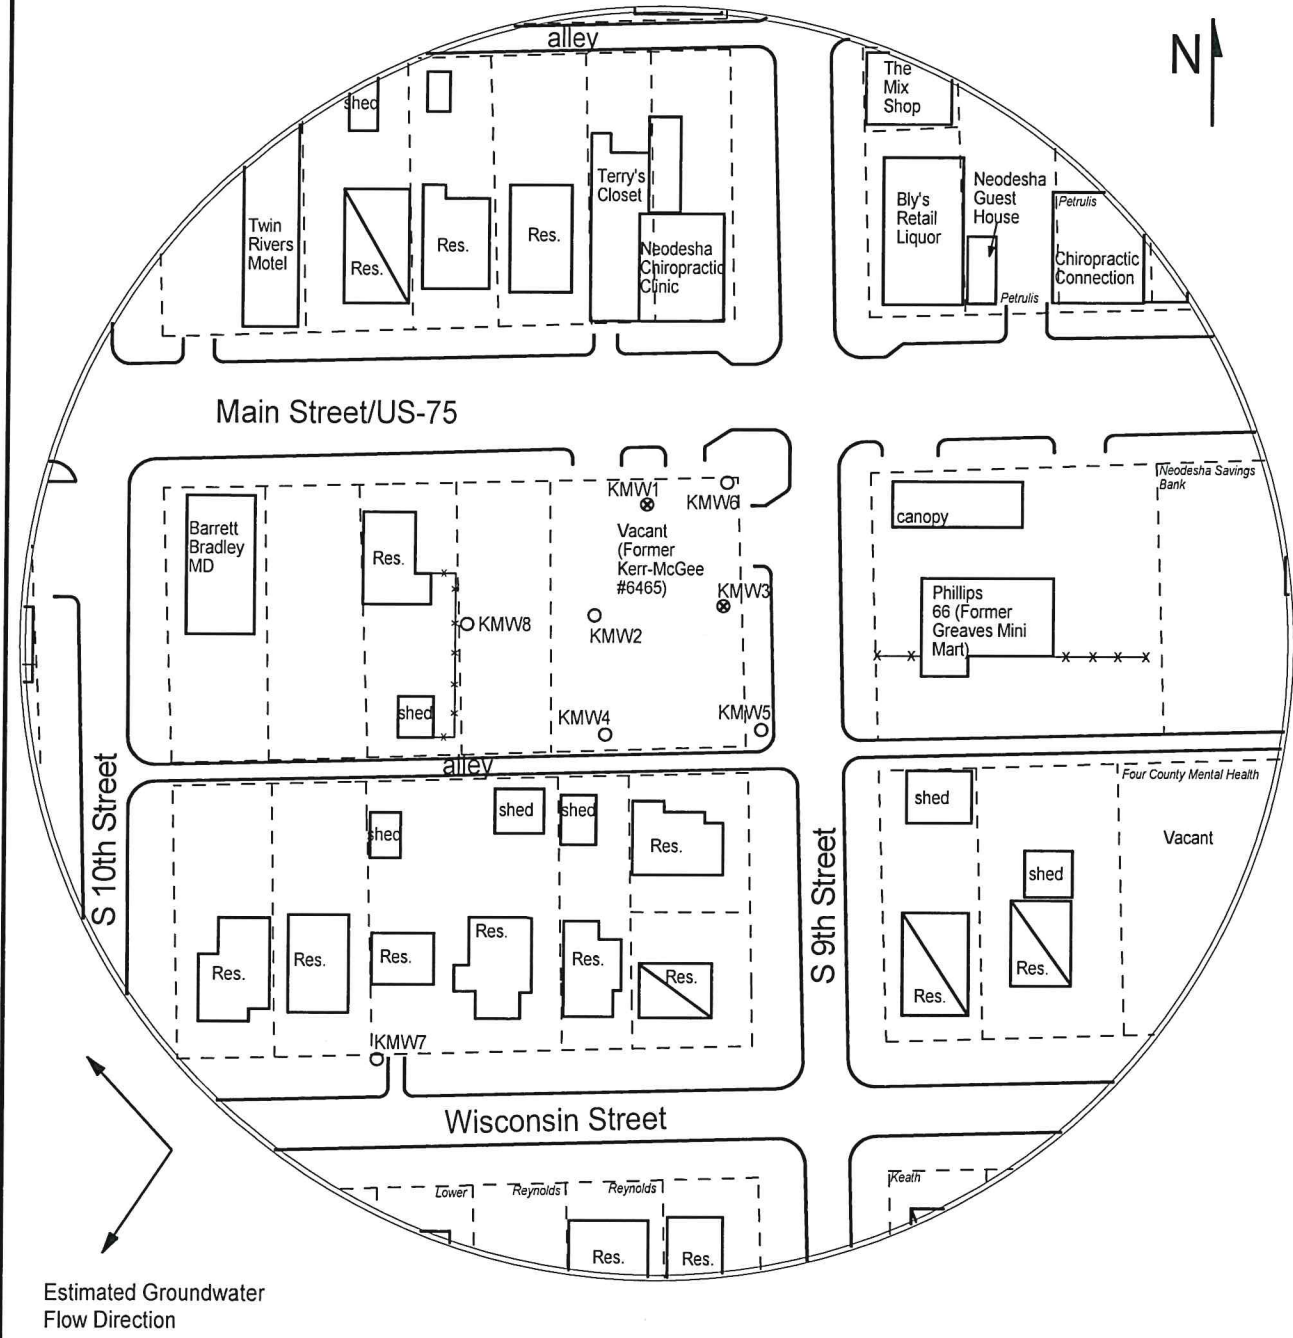 alley
N
The
Mix
Shop
shed
Terry's
Closet
Twin
Rivers
Motel
Res.
Res.
Res.
Neodesha
Chiropractic
Clinic
Bly's
Retail
Liquor
Neodesha
Guest
House
Petrulis
Chiropractic
Connection
Petrulis
Main Street/US-75
Neodesha Savings
Bank
KMW1
KMW6
canopy
Barrett
Bradley
MD
Res.
Vacant
(Former
Kerr-McGee
#6465)
KMW3
Phillips
66 (Former
Greaves Mini
Mart)
KMW8
KMW2
shed
KMW4
KMW5
alley
Four County Mental Health
S 10th Street
shed
shed
shed
Res.
shed
Vacant
shed
S 9th Street
Res.
Res.
Res.
Res.
Res.
Res.
Res.
Res.
KMW7
Wisconsin Street
Lower
Reynolds
Reynolds
Keath
Res.
Res.
Estimated Groundwater
Flow Direction